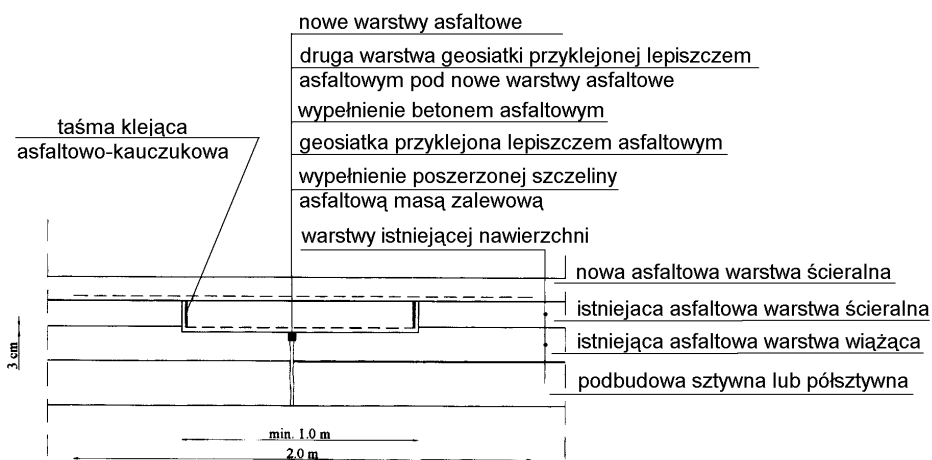 nowe warstwy asfaltowe
druga warstwa geosiatki przyklejonej lepiszczem
asfaltowym pod nowe warstwy asfaltowe
wypełnienie betonem asfaltowym
taśma klejąca
asfaltowo-kauczukowa
geosiatka przyklejona lepiszczem asfaltowym
wypełnienie poszerzonej szczeliny
asfaltową masą zalewową
warstwy istniejącej nawierzchni
nowa asfaltowa warstwa ścieralna
istniejaca asfaltowa warstwa ścieralna
istniejąca asfaltowa warstwa wiążąca
3 cm
podbudowa sztywna lub półsztywna
min. 1.0 m
2.0 m